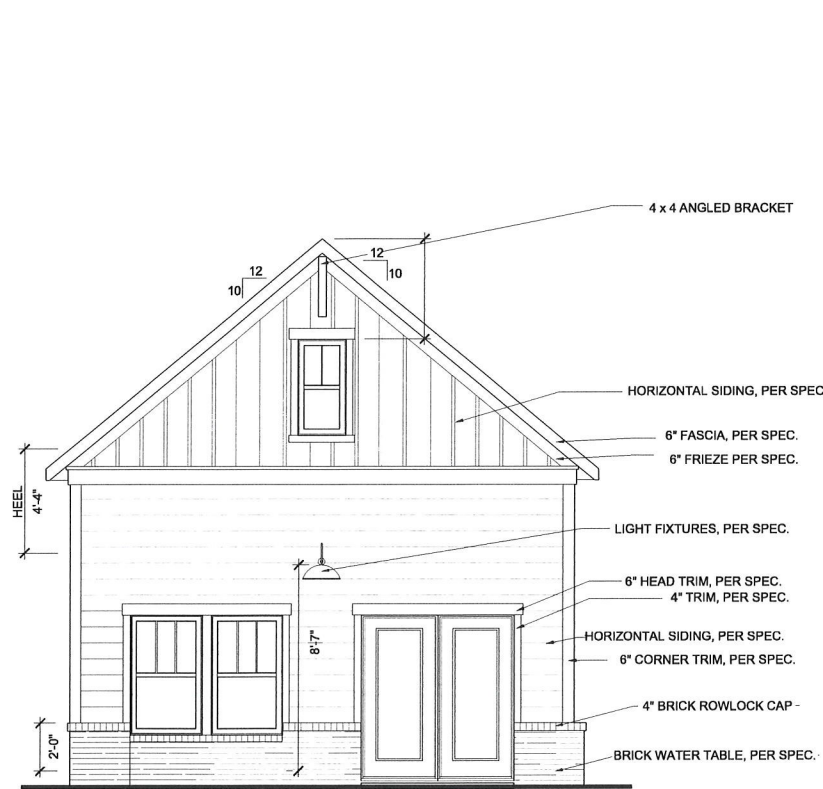 4 x 4 ANGLED BRACKET
12
12
10
10
HORIZONTAL SIDING, PER SPEC
6" FASCIA, PER SPEC.
6" FRIEZE PER SPEC.
HEEL
4'-4"
LIGHT FIXTURES, PER SPEC.
6" HEAD TRIM, PER SPEC.
4" TRIM, PER SPEC.
HORIZONTAL SIDING, PER SPEC.
8'-7"
6" CORNER TRIM, PER SPEC.
4" BRICK ROWLOCK CAP -
2'-0"
BRICK WATER TABLE, PER SPEC.